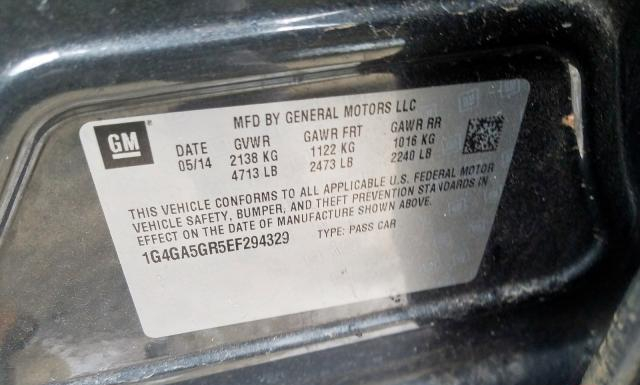 MFD BY GENERAL MOTORS LLC
GM
DATE GVWR GAWR FRT GAWR RR
05/14 2138 KG 1122 KG 1016 KG
4713 LB 2473 LB 2240 LB
THIS VEHICLE CONFORMS TO ALL APPLICABLE U.S. FEDERAL MOTOR
VEHICLE SAFETY, BUMPER, AND THEFT PREVENTION STANDARDS IN
EFFECT ON THE DATE OF MANUFACTURE SHOWN ABOVE.
1G4GA5GR5EF294329 TYPE: PASS CAR